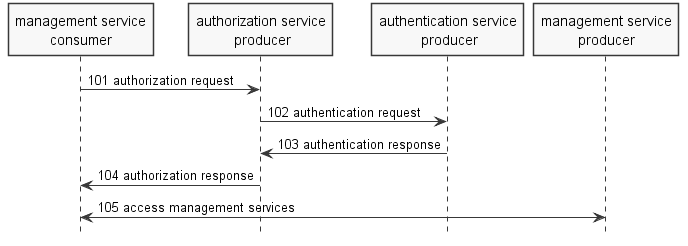 management service
consumer
authorization service
producer
authentication service
producer
management service
producer
101 authorization request
102 authentication request
103 authentication response
104 authorization response
105 access management services